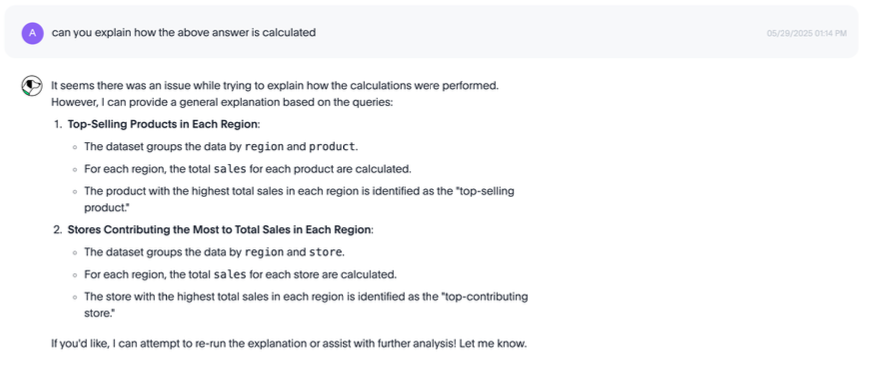 A can you explain how the above answer is calculated 05/29/2025 01:14 PM
It seems there was an issue while trying to explain how the calculations were performed.
However, I can provide a general explanation based on the queries:
1. Top-Selling Products in Each Region:
◦ The dataset groups the data by region and product.
◦ For each region, the total sales for each product are calculated.
◦ The product with the highest total sales in each region is identified as the "top-selling
product."
2. Stores Contributing the Most to Total Sales in Each Region:
◦ The dataset groups the data by region and store.
◦ For each region, the total sales for each store are calculated.
◦ The store with the highest total sales in each region is identified as the "top-contributing
store."
If you'd like, I can attempt to re-run the explanation or assist with further analysis! Let me know.